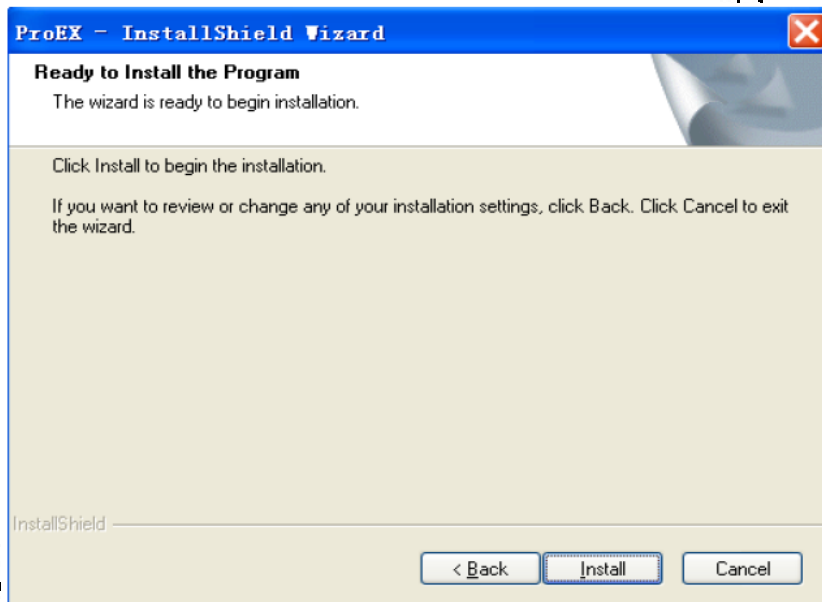 ProEX - InstallShield Wizard
Ready to Install the Program
The wizard is ready to begin installation.
Click Install to begin the installation.
If you want to review or change any of your installation settings, click Back. Click Cancel to exit
the wizard.
InstallShield
< Back
Install
Cancel